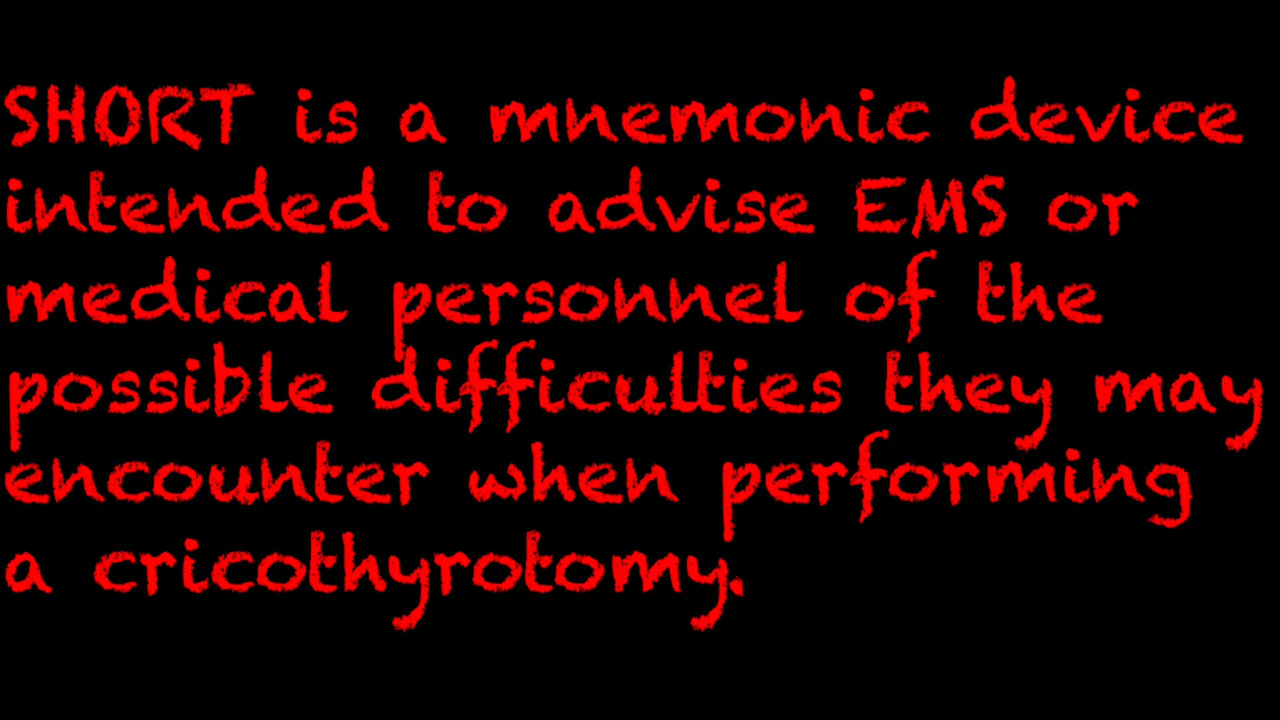 SHORT is a mnemonic device
intended to advise EMS or
medical personnel of the
possible difficulties they may
encounter when performing
a cricothyrotomy.